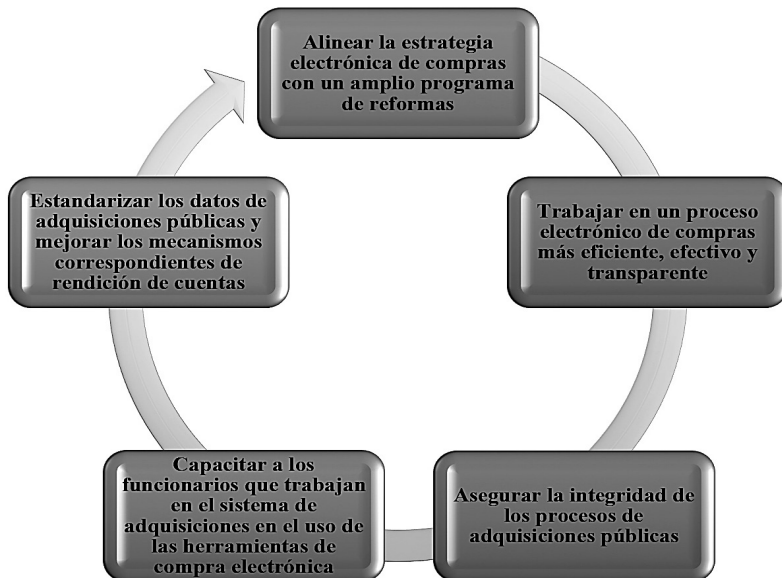 Alinear la estrategia
electrónica de compras
con un amplio programa
de reformas
Trabajar en un proceso
electrónico de compras
más eficiente, efectivo y
transparente
Asegurar la integridad de
los procesos de
adquisiciones públicas
Capacitar a los
funcionarios que trabajan
en el sistema de
adquisiciones en el uso de
las herramientas de
compra electrónica
Estandarizar los datos de
adquisiciones públicas y
mejorar los mecanismos
correspondientes de
rendición de cuentas